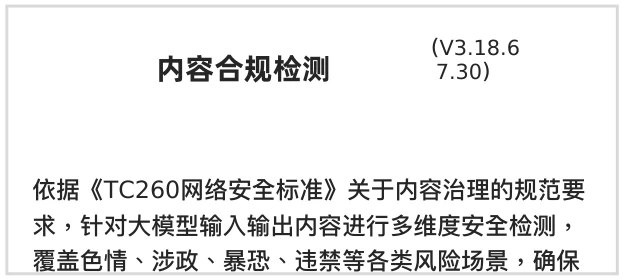 内容合规检测
(V3.18.6
7.30)
依据《TC260网络安全标准》关于内容治理的规范要
求，针对大模型输入输出内容进行多维度安全检测，
覆盖色情、涉政、暴恐、违禁等各类风险场景，确保